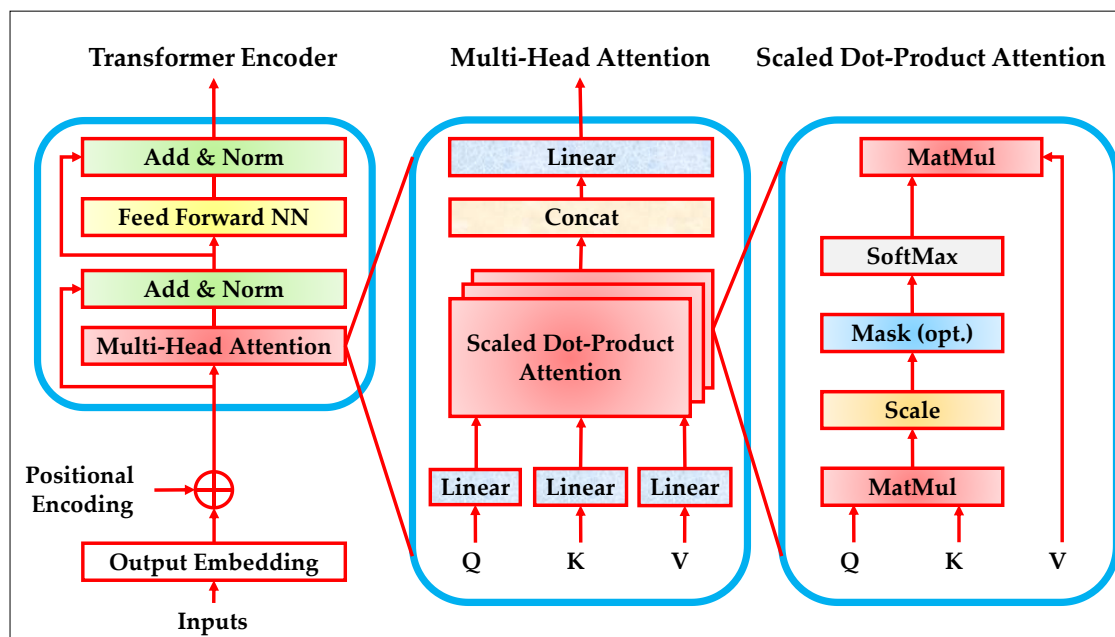 Transformer Encoder
Add & Norm
Feed Forward NN
Add & Norm
Multi-Head Attention
Positional
Encoding
Output Embedding
Inputs
Multi-Head Attention
Linear
Concat
Scaled Dot-Product
Attention
Linear
Linear
Linear
Q
K
V
Scaled Dot-Product Attention
MatMul
SoftMax
Mask (opt.)
Scale
MatMul
Q
K
V